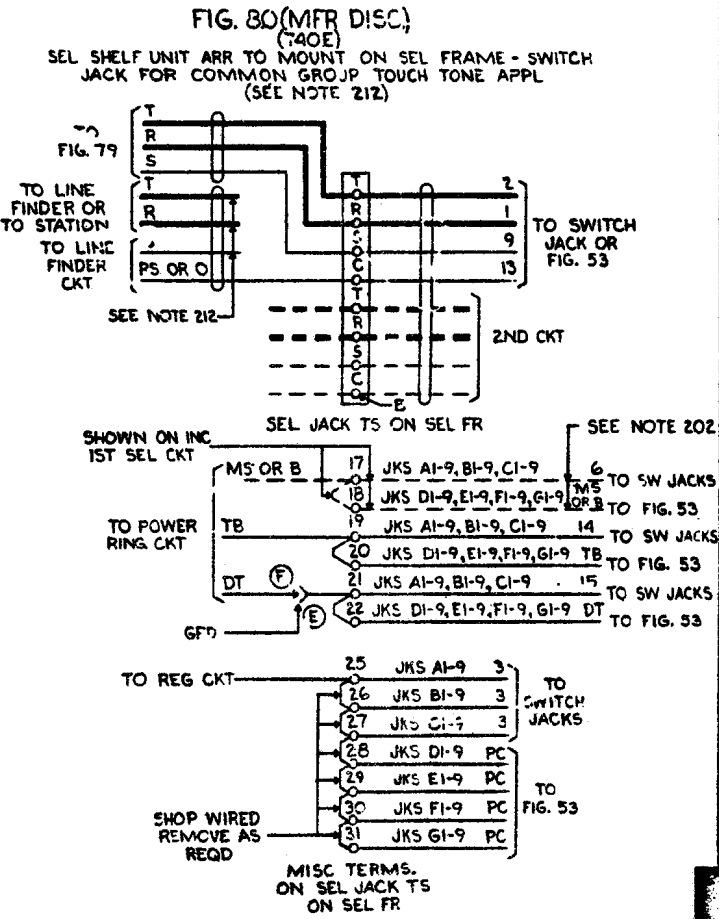 FIG. 80 (MFR DISC.)
(740E)
SEL SHELF UNIT ARR TO MOUNT ON SEL FRAME - SWITCH
JACK FOR COMMON GROUP TOUCH TONE APPL
(SEE NOTE 212)
TO
FIG. 79
T
R
S
TO LINE
FINDER OR
TO STATION
T
R
TO LINE
FINDER
CKT
PS OR O
SEE NOTE 212
T
R
S
C
T
R
S
C
2
1
9
13
TO SWITCH
JACK OR
FIG. 53
2ND CKT
E
SEL JACK TS ON SEL FR
SHOWN ON INC
1ST SEL CKT
SEE NOTE 202
TO POWER
RING CKT
MS OR B
17 JKS A1-9, B1-9, C1-9 6 TO SW JACKS
18 JKS D1-9, E1-9, F1-9, G1-9 MS OR B TO FIG. 53
TB
19 JKS A1-9, B1-9, C1-9 14 TO SW JACKS
20 JKS D1-9, E1-9, F1-9, G1-9 TB TO FIG. 53
DT
F
21 JKS A1-9, B1-9, C1-9 15 TO SW JACKS
E
22 JKS D1-9, E1-9, F1-9, G1-9 DT TO FIG. 53
GFD
TO REG CKT
25 JKS A1-9 3
26 JKS B1-9 3
27 JKS C1-9 3
TO
SWITCH
JACKS
28 JKS D1-9 PC
29 JKS E1-9 PC
30 JKS F1-9 PC
31 JKS G1-9 PC
TO
FIG. 53
SHOP WIRED
REMOVE AS
REQD
MISC TERMS.
ON SEL JACK TS
ON SEL FR